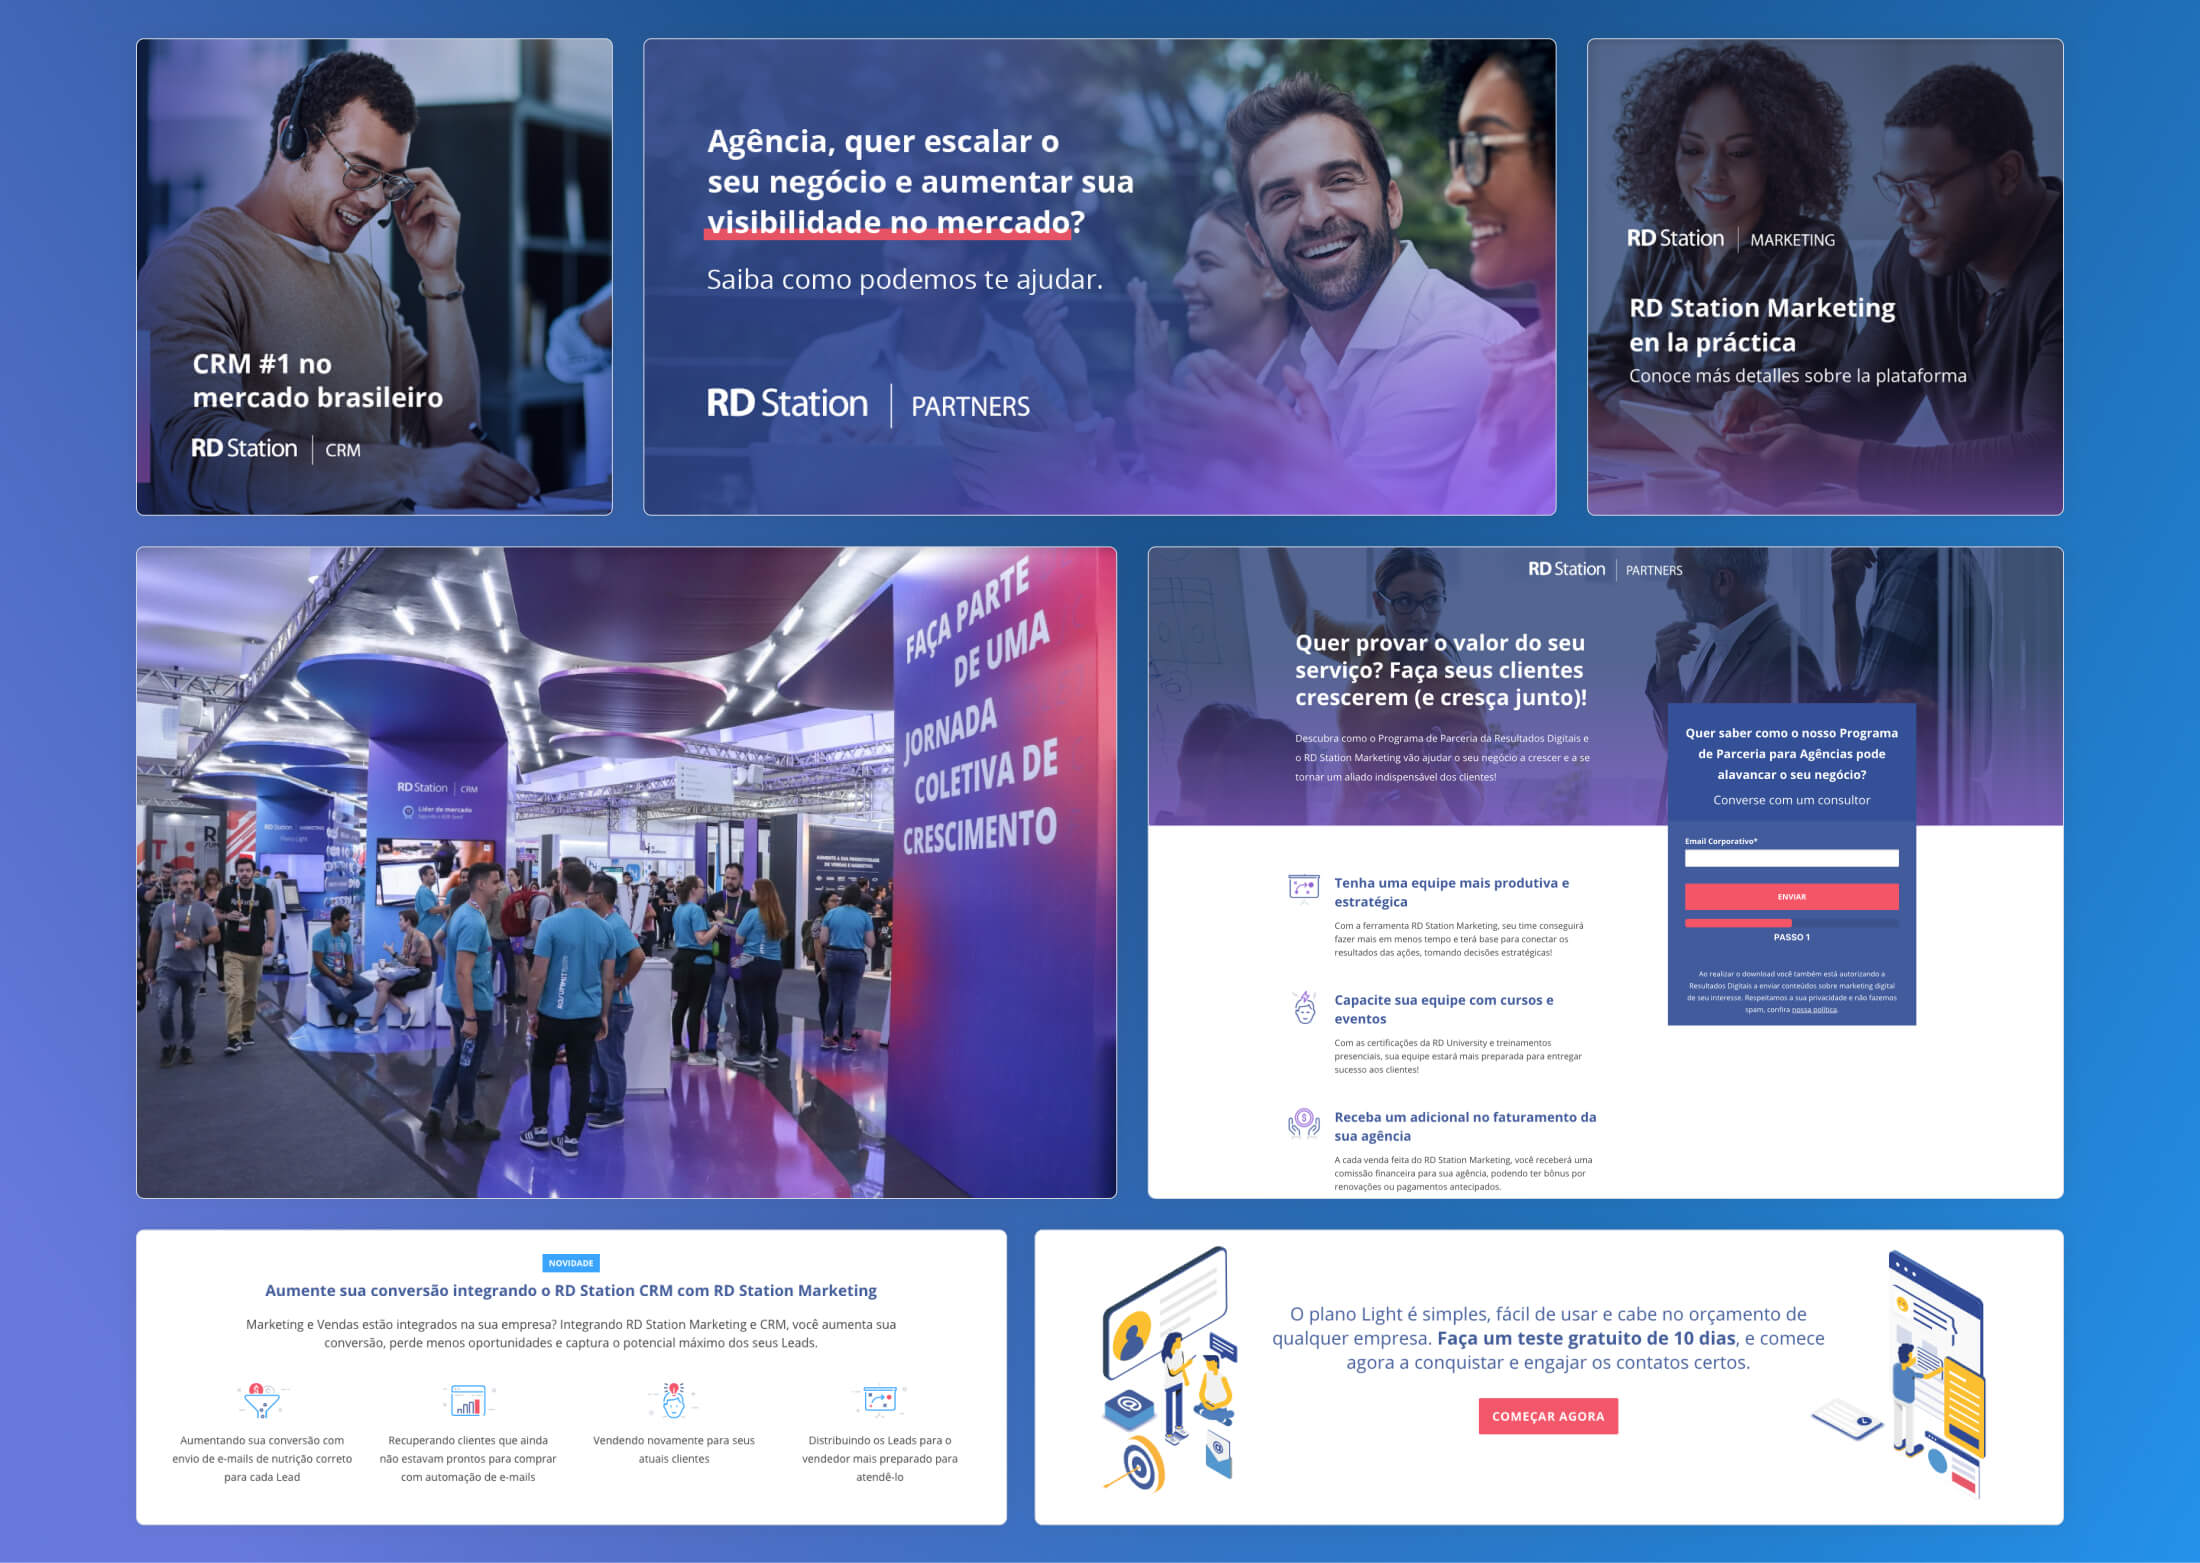 CRM #1 no
mercado brasileiro
RD Station | CRM
Agência, quer escalar o
seu negócio e aumentar sua
visibilidade no mercado?
Saiba como podemos te ajudar.
RD Station | PARTNERS
RD Station | MARKETING
RD Station Marketing
en la práctica
Conoce más detalles sobre la plataforma
FAÇA PARTE
DE UMA
JORNADA
COLETIVA DE
CRESCIMENTO
RD Station | CRM
Líder de mercado
RD Station | MARKETING
RD Station | PARTNERS
Quer provar o valor do seu
serviço? Faça seus clientes
crescerem (e cresça junto)!
Descubra como o Programa de Parceria da Resultados Digitais e
o RD Station Marketing vão ajudar o seu negócio a crescer e a se
tornar um aliado indispensável dos clientes!
Quer saber como o nosso Programa
de Parceria para Agências pode
alavancar o seu negócio?
Converse com um consultor
Email Corporativo*
ENVIAR
PASSO 1
Ao realizar o download você também está autorizando a
Resultados Digitais a enviar conteúdos sobre marketing digital
de seu interesse. Respeitamos a sua privacidade e não fazemos
spam, confira nossa política.
Tenha uma equipe mais produtiva e
estratégica
Com a ferramenta RD Station Marketing, seu time conseguirá
fazer mais em menos tempo e terá base para conectar os
resultados das ações, tomando decisões estratégicas!
Capacite sua equipe com cursos e
eventos
Com as certificações da RD University e treinamentos
presenciais, sua equipe estará mais preparada para entregar
sucesso aos clientes!
Receba um adicional no faturamento da
sua agência
A cada venda feita do RD Station Marketing, você receberá uma
comissão financeira para sua agência, podendo ter bônus por
renovações ou pagamentos antecipados.
NOVIDADE
Aumente sua conversão integrando o RD Station CRM com RD Station Marketing
Marketing e Vendas estão integrados na sua empresa? Integrando RD Station Marketing e CRM, você aumenta sua
conversão, perde menos oportunidades e captura o potencial máximo dos seus Leads.
Aumentando sua conversão com
envio de e-mails de nutrição correto
para cada Lead
Recuperando clientes que ainda
não estavam prontos para comprar
com automação de e-mails
Vendendo novamente para seus
atuais clientes
Distribuindo os Leads para o
vendedor mais preparado para
atendê-lo
O plano Light é simples, fácil de usar e cabe no orçamento de
qualquer empresa. Faça um teste gratuito de 10 dias, e comece
agora a conquistar e engajar os contatos certos.
COMEÇAR AGORA